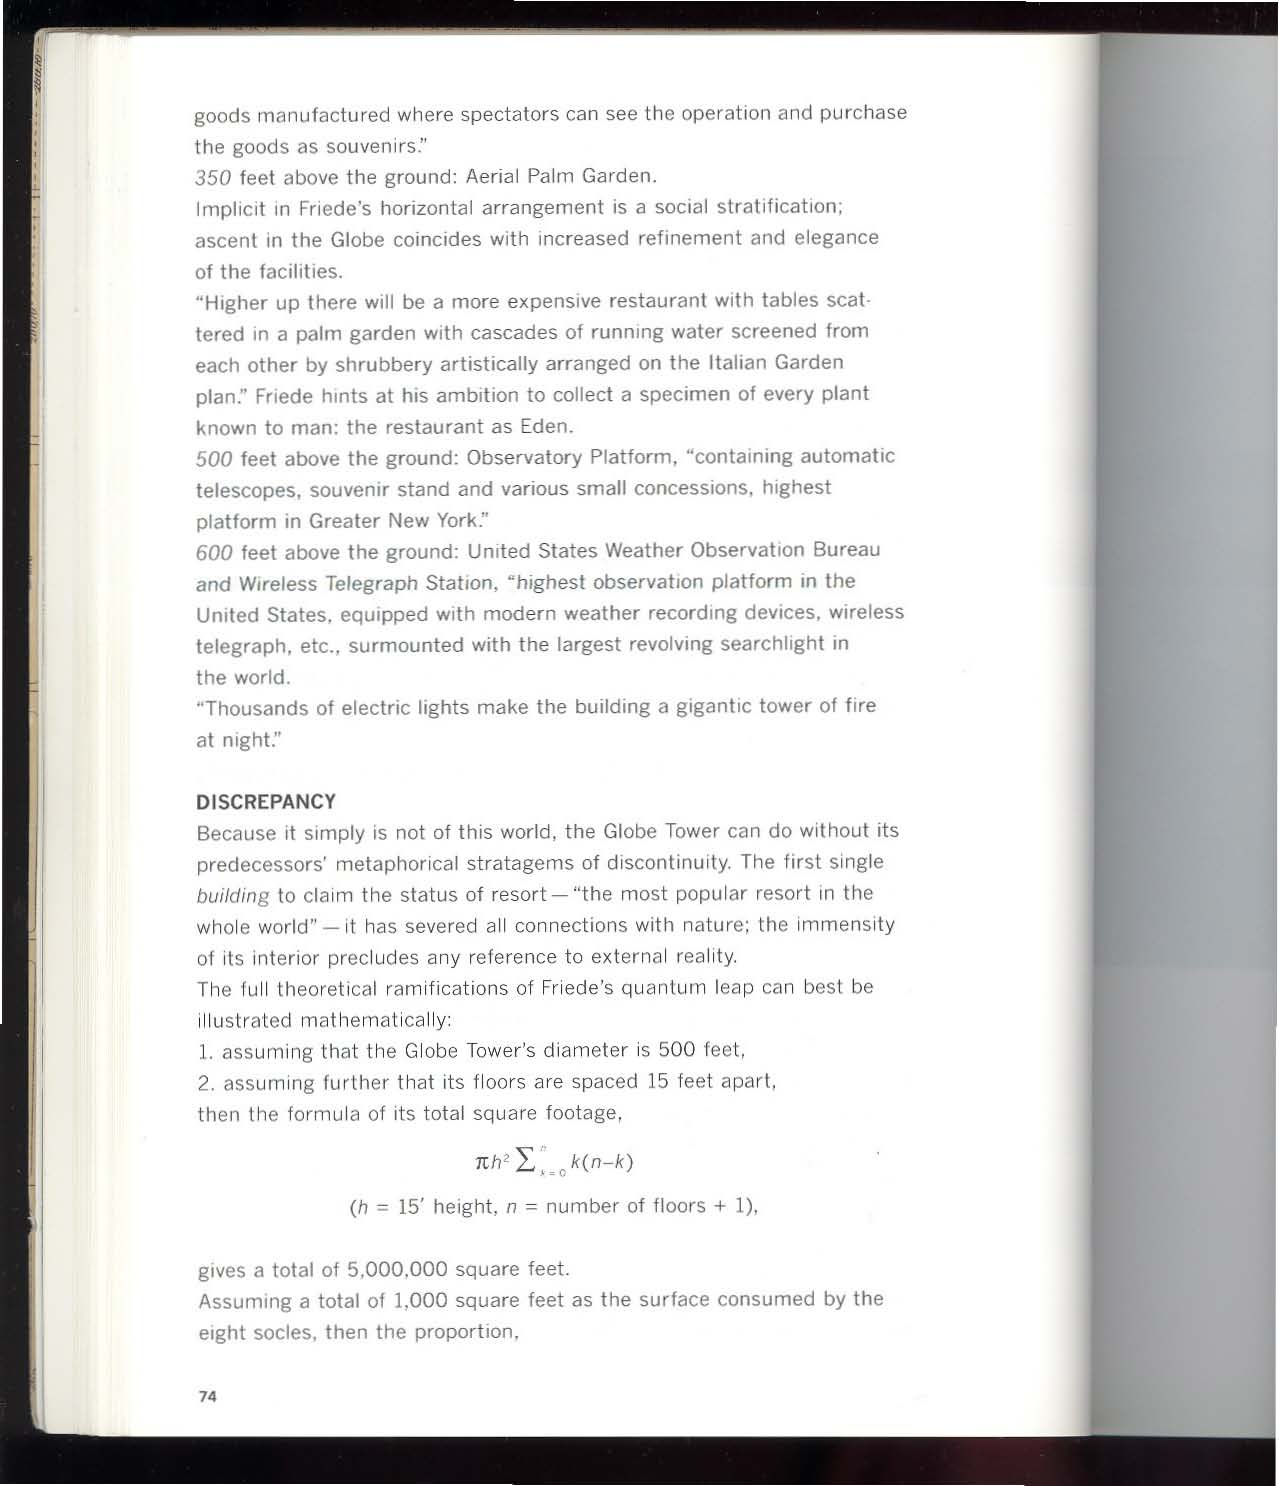 goods manufactured where spectators can see the operation and purchase
the goods as souvenirs.”
350 feet above the ground: Aerial Palm Garden.
Implicit in Friede's horizontal arrangement is a social stratification;
ascent in the Globe coincides with increased refinement and elegance
of the facilities.
“Higher up there will be a more expensive restaurant with tables scat-
tered in a palm garden with cascades of running water screened from
each other by shrubbery artistically arranged on the Italian Garden
plan.” Friede hints at his ambition to collect a specimen of every plant
known to man: the restaurant as Eden.
500 feet above the ground: Observatory Platform, “containing automatic
telescopes, souvenir stand and various small concessions, highest
platform in Greater New York.”
600 feet above the ground: United States Weather Observation Bureau
and Wireless Telegraph Station, “highest observation platform in the
United States, equipped with modern weather recording devices, wireless
telegraph, etc., surmounted with the largest revolving searchlight in
the world.
“Thousands of electric lights make the building a gigantic tower of fire
at night.”
DISCREPANCY
Because it simply is not of this world, the Globe Tower can do without its
predecessors' metaphorical stratagems of discontinuity. The first single
building to claim the status of resort — “the most popular resort in the
whole world” — it has severed all connections with nature; the immensity
of its interior precludes any reference to external reality.
The full theoretical ramifications of Friede's quantum leap can best be
illustrated mathematically:
1. assuming that the Globe Tower's diameter is 500 feet,
2. assuming further that its floors are spaced 15 feet apart,
then the formula of its total square footage,
πh² ∑ⁿₖ₌₀ k(n–k)
(h = 15′ height, n = number of floors + 1),
gives a total of 5,000,000 square feet.
Assuming a total of 1,000 square feet as the surface consumed by the
eight socles, then the proportion,
74